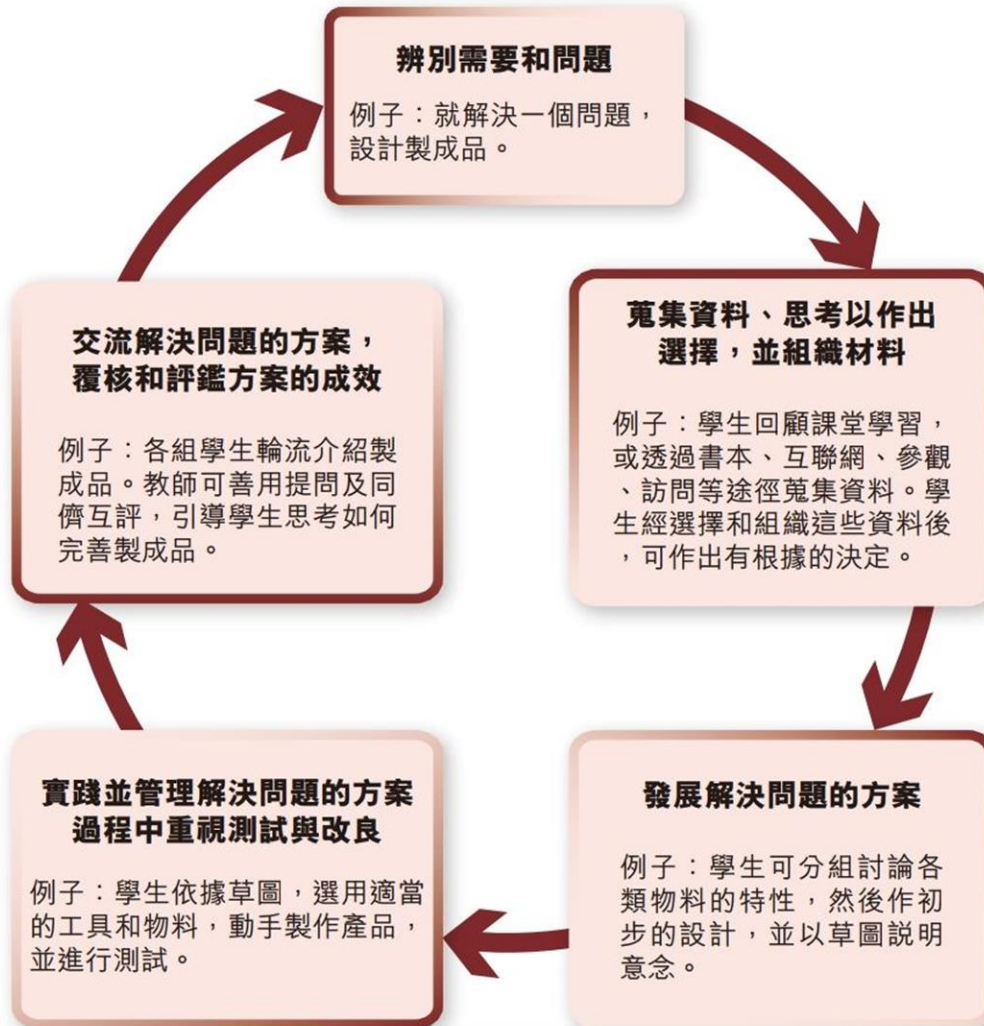 辨別需要和問題
例子：就解決一個問題，
設計製成品。
蒐集資料、思考以作出
選擇，並組織材料
例子：學生回顧課堂學習，
或透過書本、互聯網、參觀
、訪問等途徑蒐集資料。學
生經選擇和組織這些資料後
，可作出有根據的決定。
發展解決問題的方案
例子：學生可分組討論各
類物料的特性，然後作初
步的設計，並以草圖説明
意念。
實踐並管理解決問題的方案
過程中重視測試與改良
例子：學生依據草圖，選用適當
的工具和物料，動手製作產品，
並進行測試。
交流解決問題的方案，
覆核和評鑑方案的成效
例子：各組學生輪流介紹製
成品。教師可善用提問及同
儕互評，引導學生思考如何
完善製成品。